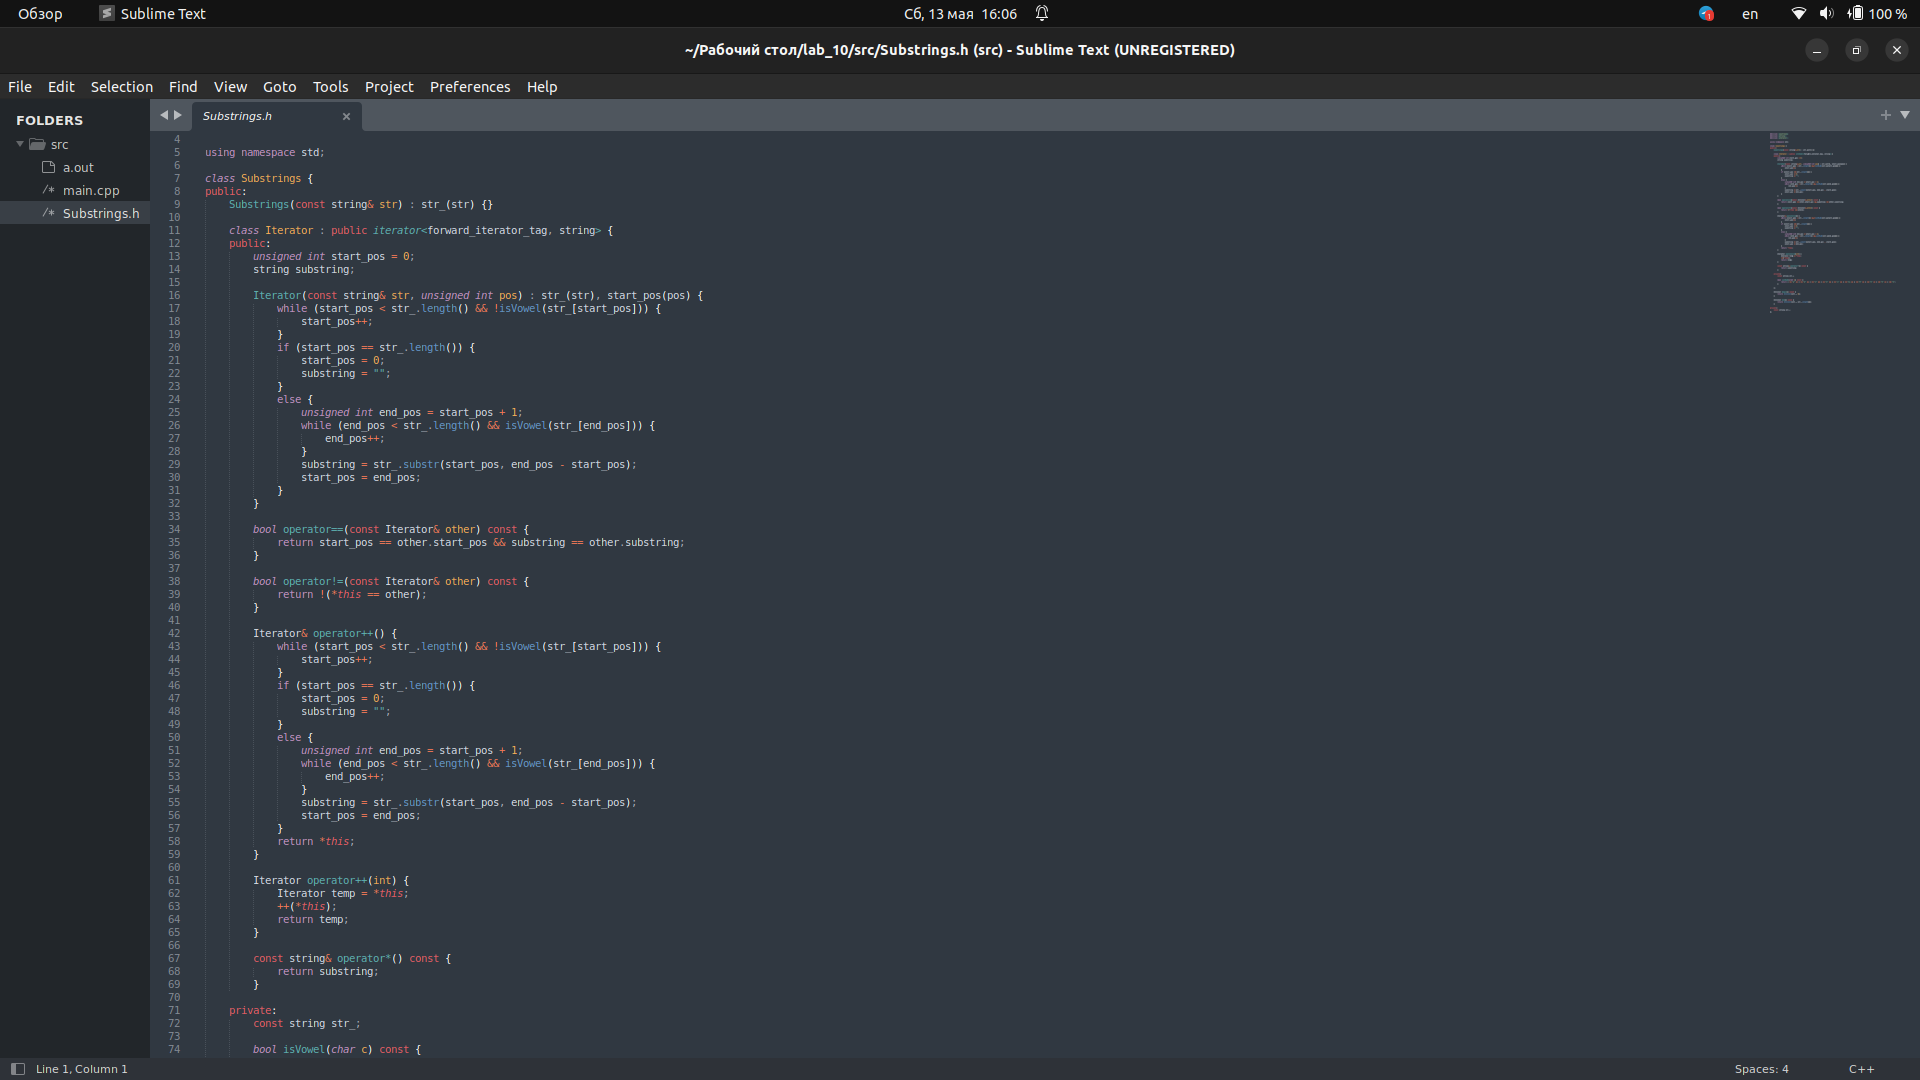 Обзор
Sublime Text
Сб, 13 мая 16:06
en
100 %
~/Рабочий стол/lab_10/src/Substrings.h (src) - Sublime Text (UNREGISTERED)
File Edit Selection Find View Goto Tools Project Preferences Help
FOLDERS
src
a.out
/* main.cpp
/* Substrings.h
Substrings.h
4
5 using namespace std;
6
7 class Substrings {
8 public:
9 Substrings(const string& str) : str_(str) {}
10
11 class Iterator : public iterator<forward_iterator_tag, string> {
12 public:
13 unsigned int start_pos = 0;
14 string substring;
15
16 Iterator(const string& str, unsigned int pos) : str_(str), start_pos(pos) {
17 while (start_pos < str_.length() && !isVowel(str_[start_pos])) {
18 start_pos++;
19 }
20 if (start_pos == str_.length()) {
21 start_pos = 0;
22 substring = "";
23 }
24 else {
25 unsigned int end_pos = start_pos + 1;
26 while (end_pos < str_.length() && isVowel(str_[end_pos])) {
27 end_pos++;
28 }
29 substring = str_.substr(start_pos, end_pos - start_pos);
30 start_pos = end_pos;
31 }
32 }
33
34 bool operator==(const Iterator& other) const {
35 return start_pos == other.start_pos && substring == other.substring;
36 }
37
38 bool operator!=(const Iterator& other) const {
39 return !(*this == other);
40 }
41
42 Iterator& operator++() {
43 while (start_pos < str_.length() && !isVowel(str_[start_pos])) {
44 start_pos++;
45 }
46 if (start_pos == str_.length()) {
47 start_pos = 0;
48 substring = "";
49 }
50 else {
51 unsigned int end_pos = start_pos + 1;
52 while (end_pos < str_.length() && isVowel(str_[end_pos])) {
53 end_pos++;
54 }
55 substring = str_.substr(start_pos, end_pos - start_pos);
56 start_pos = end_pos;
57 }
58 return *this;
59 }
60
61 Iterator operator++(int) {
62 Iterator temp = *this;
63 ++(*this);
64 return temp;
65 }
66
67 const string& operator*() const {
68 return substring;
69 }
70
71 private:
72 const string str_;
73
74 bool isVowel(char c) const {
Line 1, Column 1
Spaces: 4
C++